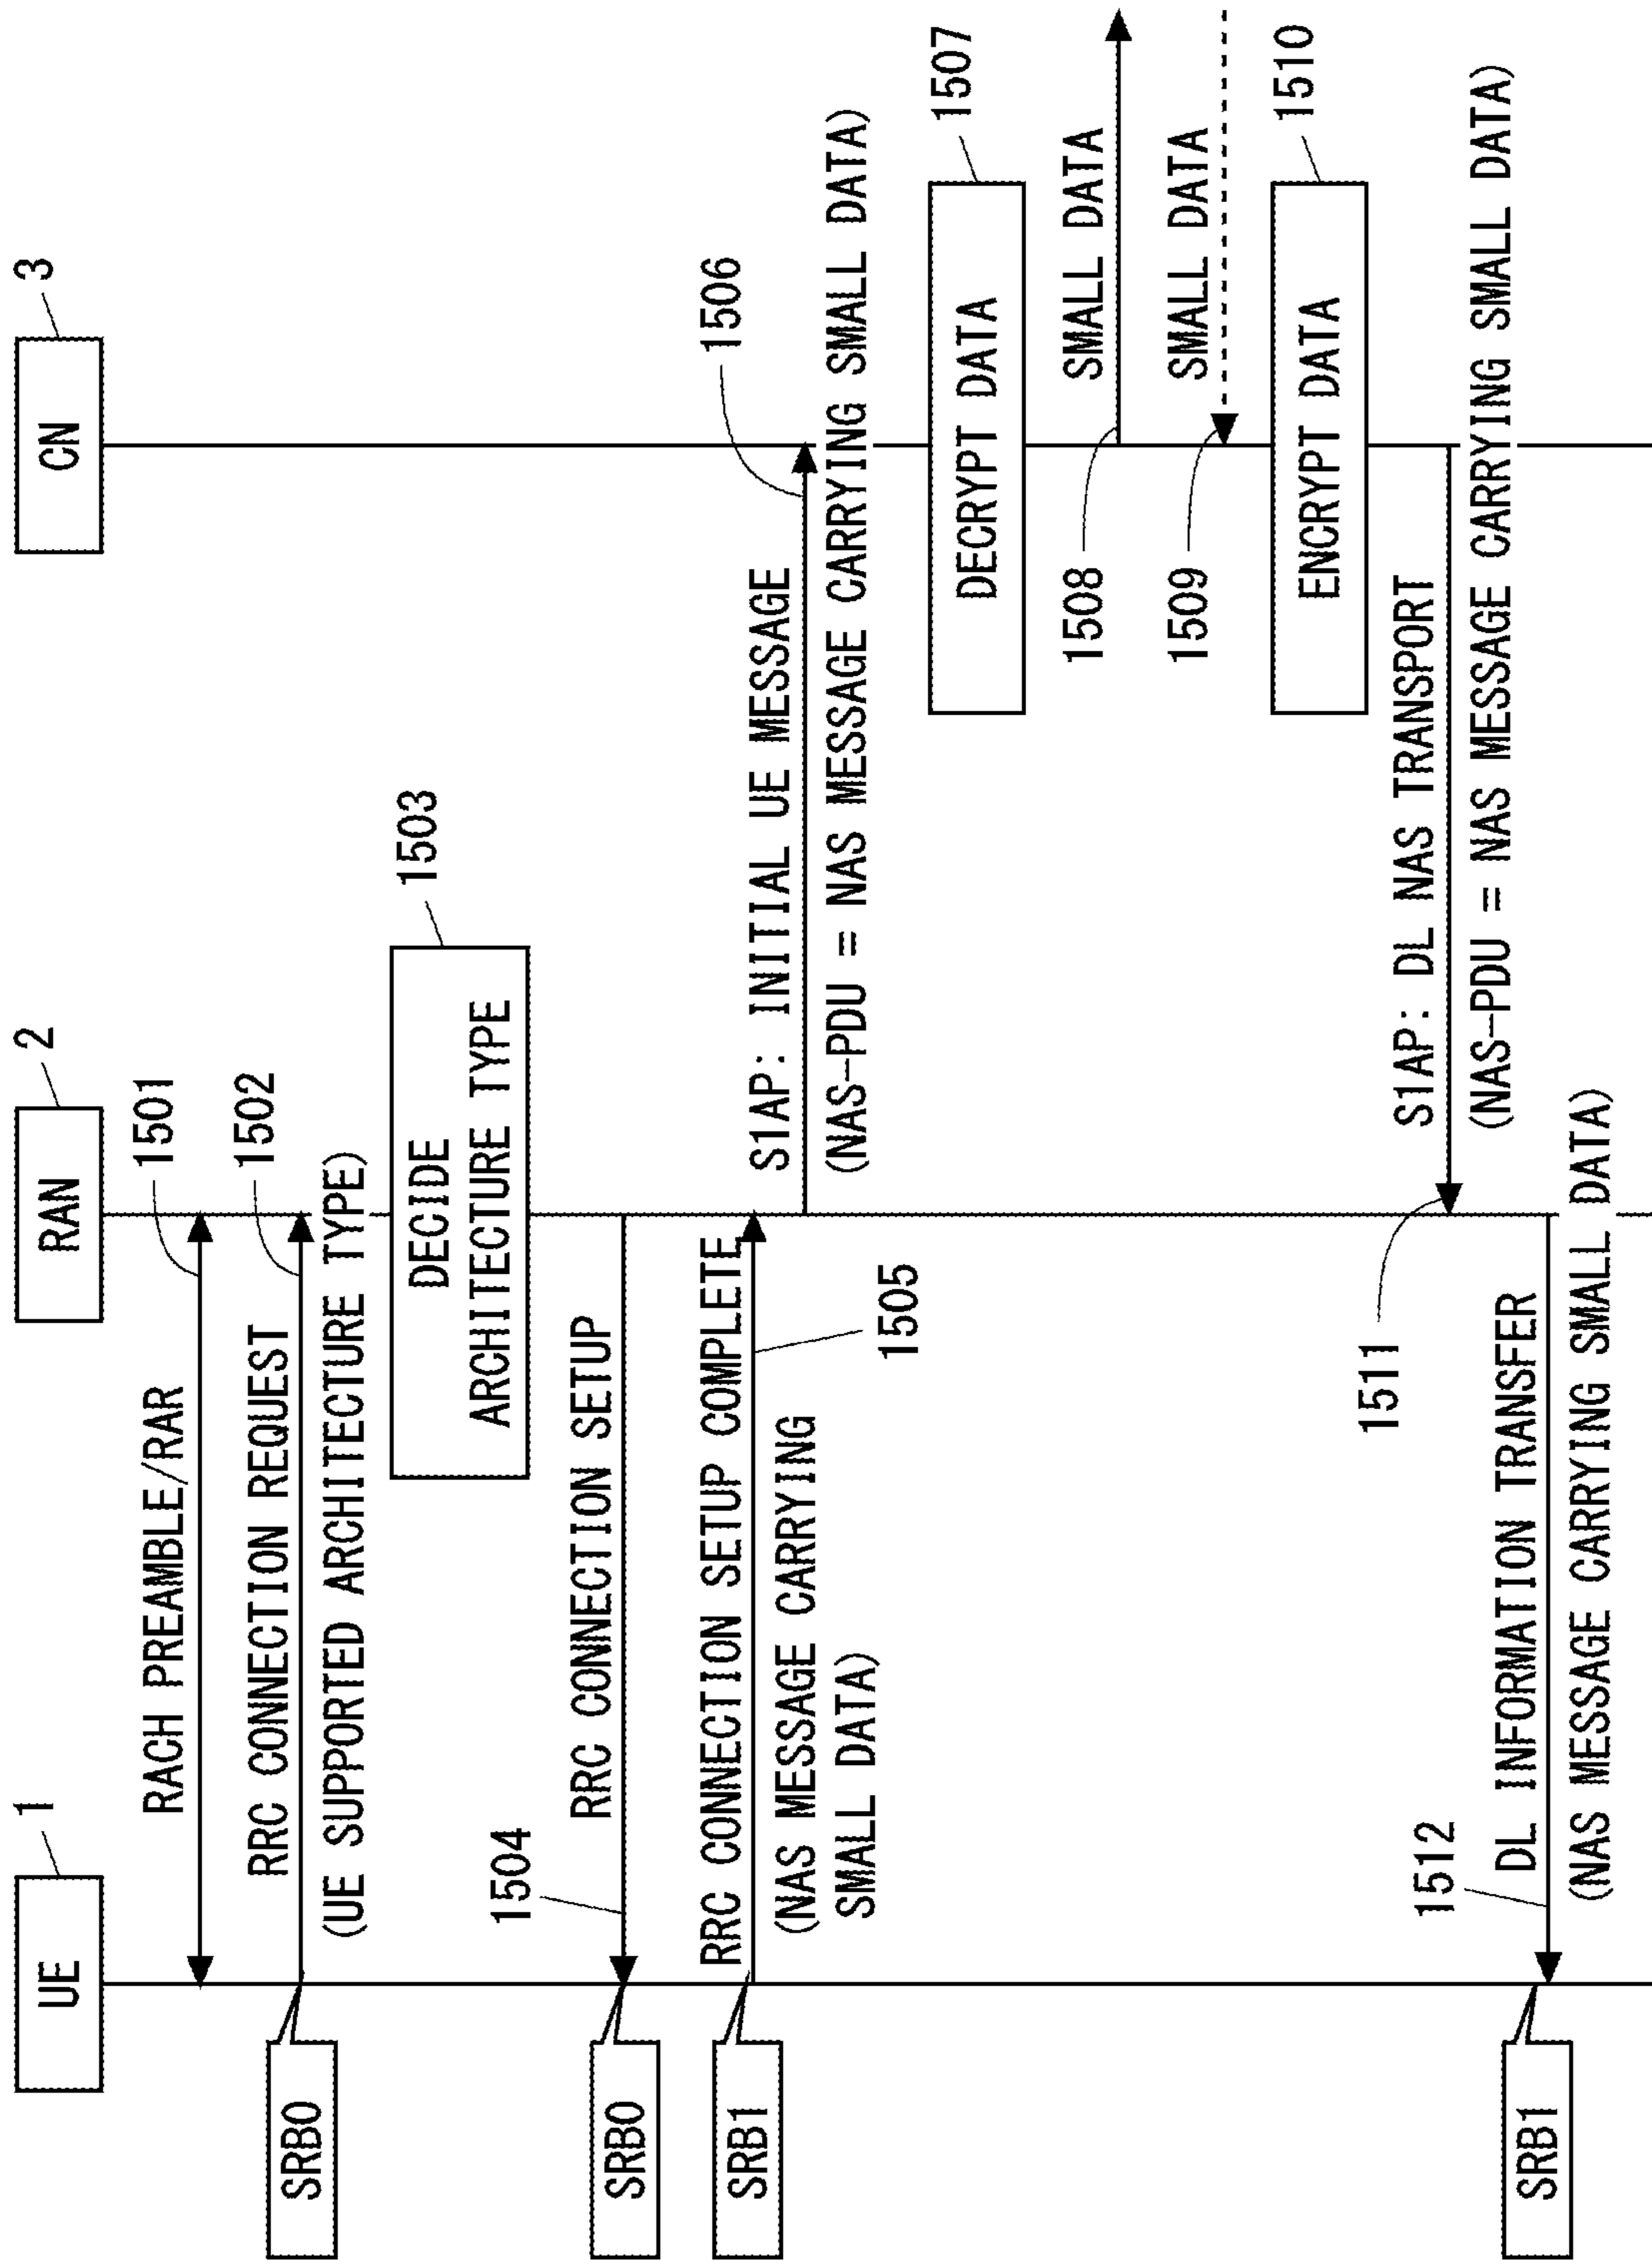 UE
1
RAN
2
CN
3
RACH PREAMBLE/RAR
1501
SRB0
RRC CONNECTION REQUEST
1502
(UE SUPPORTED ARCHITECTURE TYPE)
DECIDE
ARCHITECTURE TYPE
1503
1504
RRC CONNECTION SETUP
SRB0
RRC CONNECTION SETUP COMPLETE
SRB1
(NAS MESSAGE CARRYING
SMALL DATA)
1505
S1AP: INITIAL UE MESSAGE
1506
(NAS-PDU = NAS MESSAGE CARRYING SMALL DATA)
DECRYPT DATA
1507
1508
SMALL DATA
1509
SMALL DATA
ENCRYPT DATA
1510
1511
S1AP: DL NAS TRANSPORT
(NAS-PDU = NAS MESSAGE CARRYING SMALL DATA)
1512
DL INFORMATION TRANSFER
SRB1
(NAS MESSAGE CARRYING SMALL DATA)